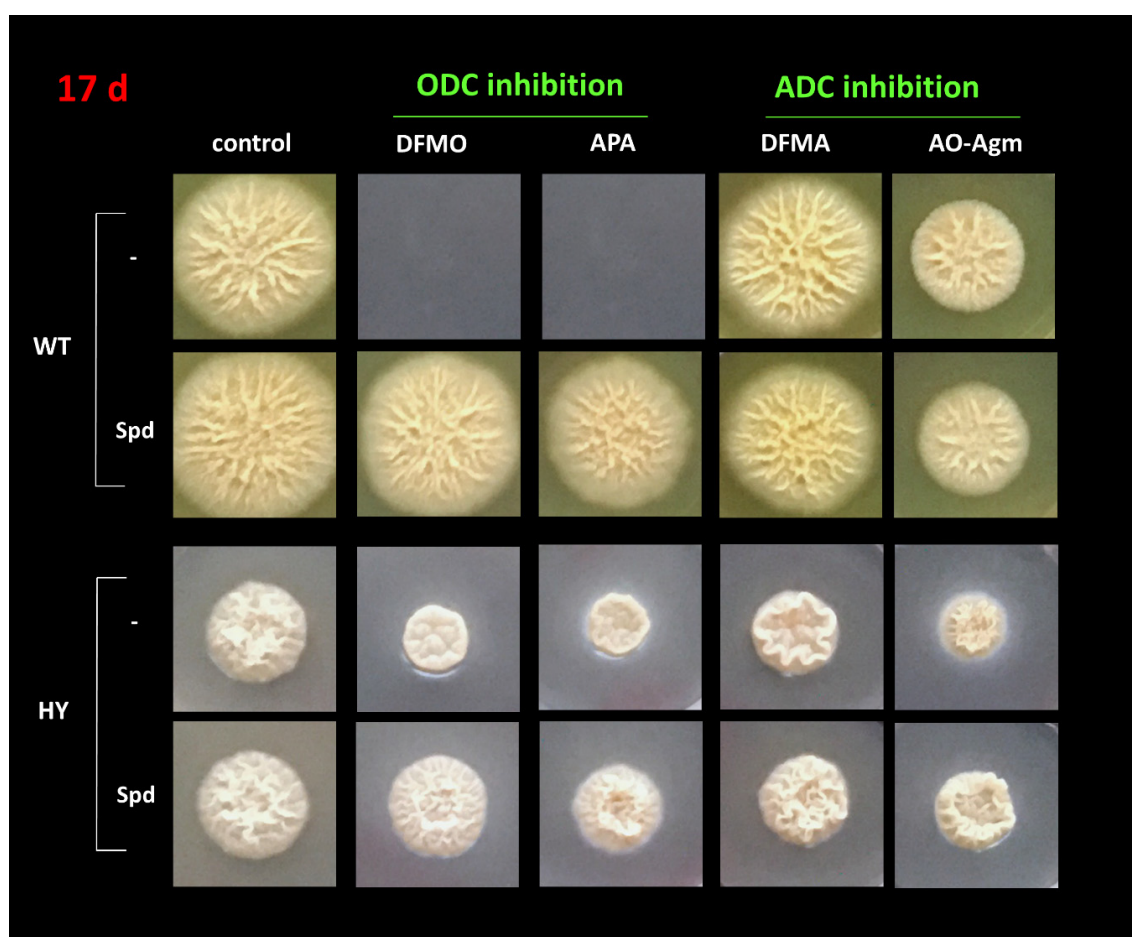 17 d
ODC inhibition
ADC inhibition
control
DFMO
APA
DFMA
AO-Agm
-
WT
Spd
-
HY
Spd